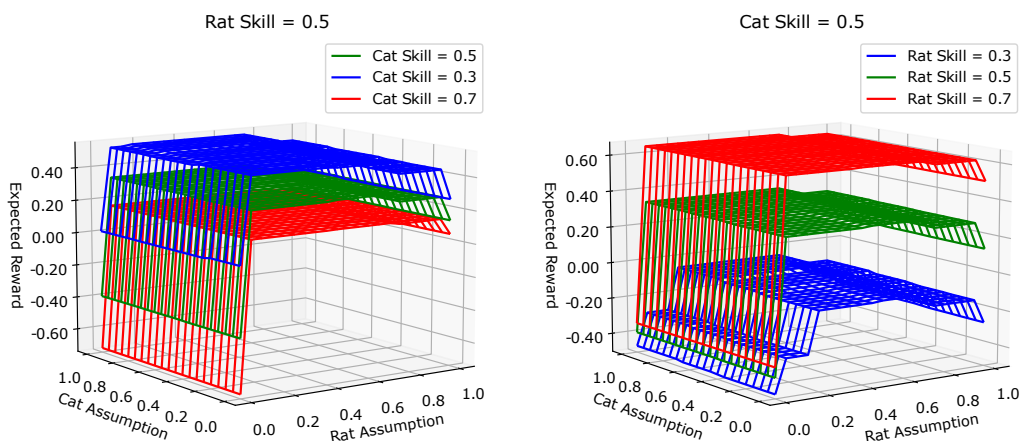 Rat Skill = 0.5
Cat Skill = 0.5
Cat Skill = 0.3
Cat Skill = 0.7
0.40
0.20
0.00
-0.20
-0.40
-0.60
Expected Reward
1.0
0.8
0.6
0.4
0.2
0.0
Cat Assumption
0.0
0.2
0.4
0.6
0.8
1.0
Rat Assumption
Cat Skill = 0.5
Rat Skill = 0.3
Rat Skill = 0.5
Rat Skill = 0.7
0.60
0.40
0.20
0.00
-0.20
-0.40
Expected Reward
1.0
0.8
0.6
0.4
0.2
0.0
Cat Assumption
0.0
0.2
0.4
0.6
0.8
1.0
Rat Assumption